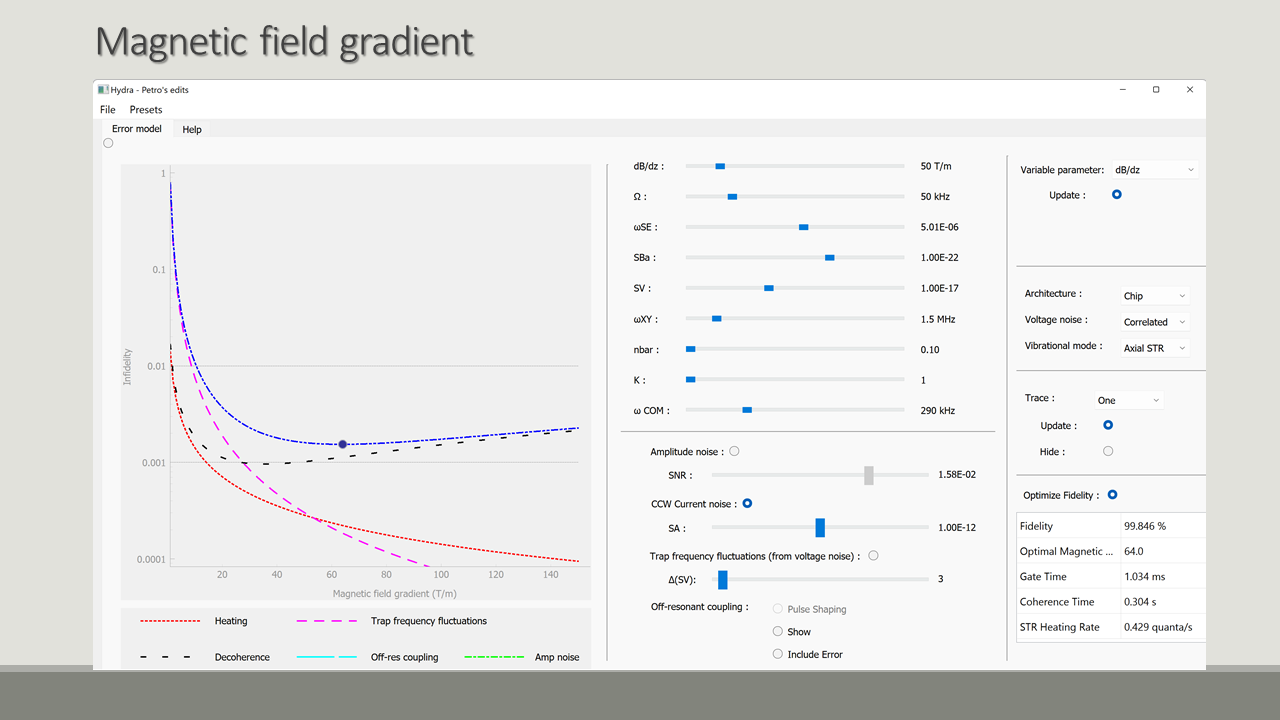 Magnetic field gradient
Hydra - Petro's edits
File Presets
Error model Help
1
0.1
0.01
0.001
0.0001
Infidelity
20 40 60 80 100 120 140
Magnetic field gradient (T/m)
Heating Trap frequency fluctuations
Decoherence Off-res coupling Amp noise
dB/dz : 50 T/m
Ω : 50 kHz
ωSE : 5.01E-06
SBa : 1.00E-22
SV : 1.00E-17
ωXY : 1.5 MHz
nbar : 0.10
K : 1
ω COM : 290 kHz
Amplitude noise :
SNR : 1.58E-02
CCW Current noise :
SA : 1.00E-12
Trap frequency fluctuations (from voltage noise) :
Δ(SV): 3
Off-resonant coupling : Pulse Shaping
Show
Include Error
Variable parameter: dB/dz
Update :
Architecture : Chip
Voltage noise : Correlated
Vibrational mode : Axial STR
Trace : One
Update :
Hide :
Optimize Fidelity :
Fidelity 99.846 %
Optimal Magnetic ... 64.0
Gate Time 1.034 ms
Coherence Time 0.304 s
STR Heating Rate 0.429 quanta/s